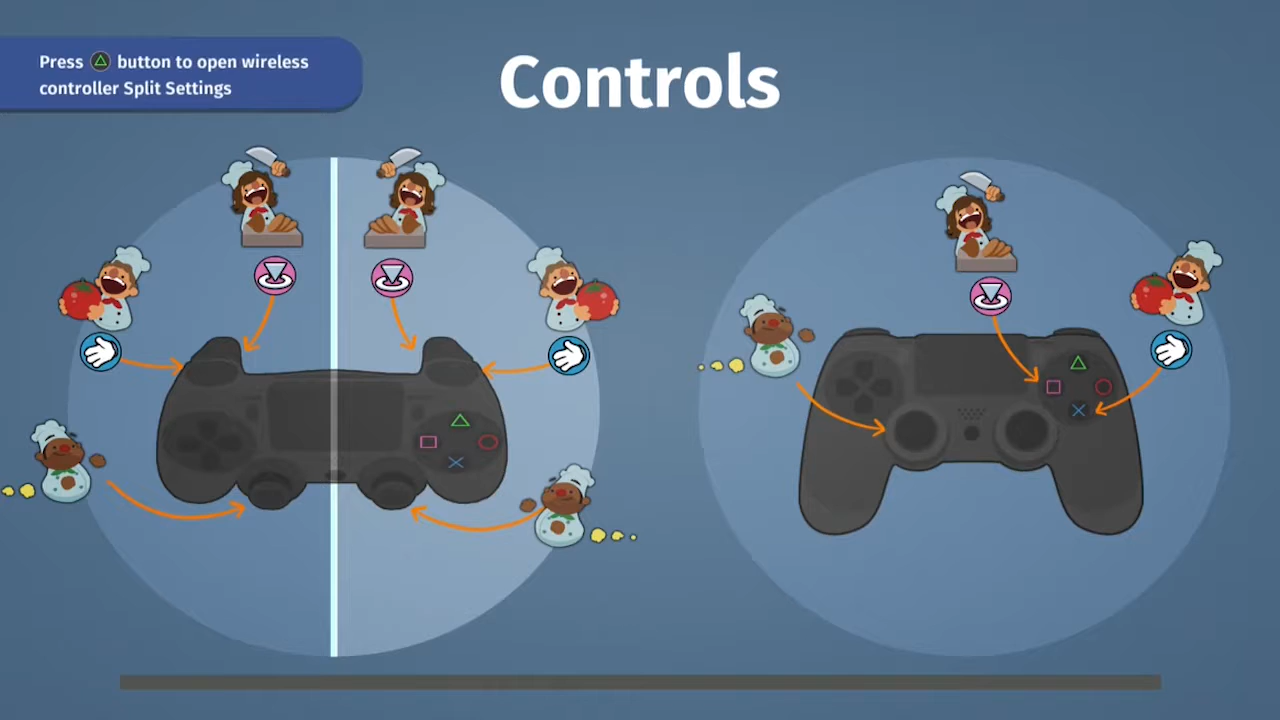 Press △ button to open wireless
controller Split Settings
Controls